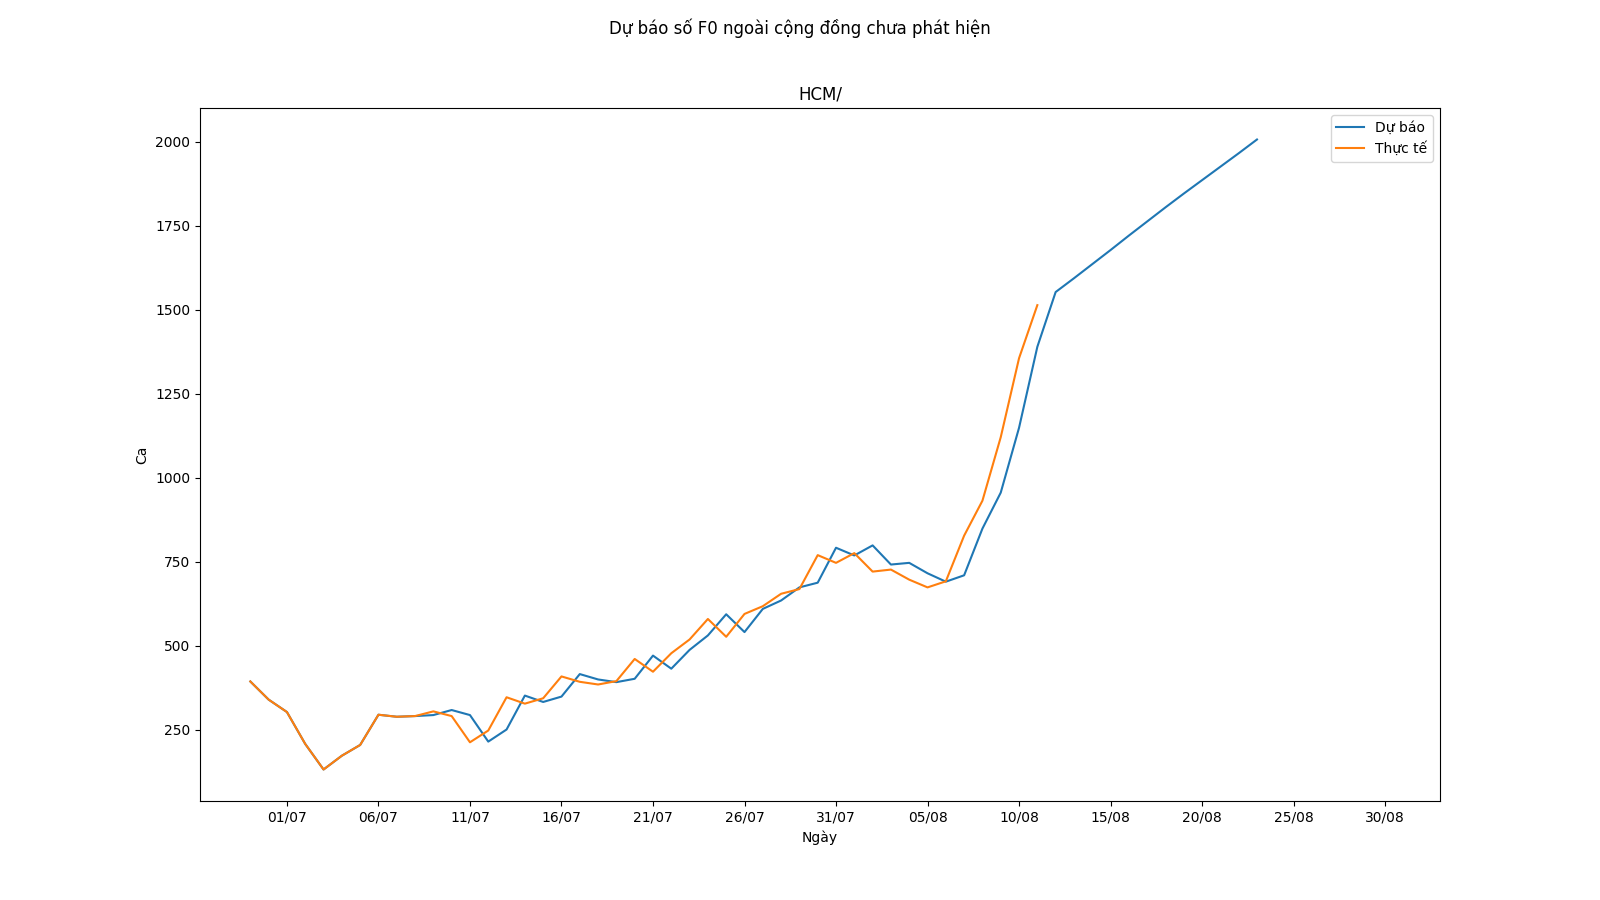 Dự báo số F0 ngoài cộng đồng chưa phát hiện
HCM/
Dự báo
Thực tế
2000
1750
1500
1250
1000
750
500
250
Ca
01/07 06/07 11/07 16/07 21/07 26/07 31/07 05/08 10/08 15/08 20/08 25/08 30/08
Ngày